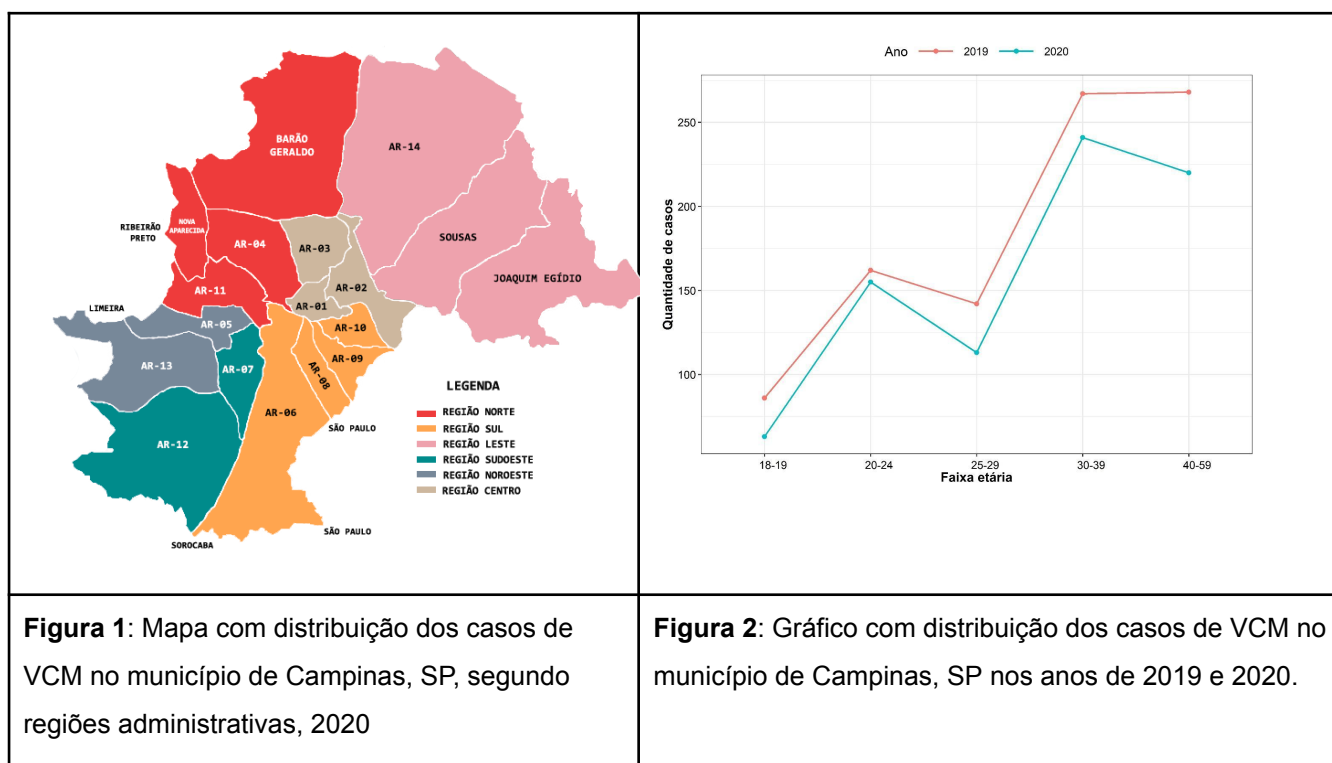 BARÃO
GERALDO
AR-14
NOVA
APARECIDA
RIBEIRÃO
PRETO
AR-04
AR-03
SOUSAS
JOAQUIM EGÍDIO
AR-11
AR-02
AR-01
LIMEIRA
AR-05
AR-10
AR-13
AR-07
AR-09
AR-08
AR-06
AR-12
SÃO PAULO
SÃO PAULO
SOROCABA
LEGENDA
REGIÃO NORTE
REGIÃO SUL
REGIÃO LESTE
REGIÃO SUDOESTE
REGIÃO NOROESTE
REGIÃO CENTRO
Ano 2019 2020
Quantidade de casos
250
200
150
100
18-19 20-24 25-29 30-39 40-59
Faixa etária
Figura 1: Mapa com distribuição dos casos de
VCM no município de Campinas, SP, segundo
regiões administrativas, 2020
Figura 2: Gráfico com distribuição dos casos de VCM no
município de Campinas, SP nos anos de 2019 e 2020.